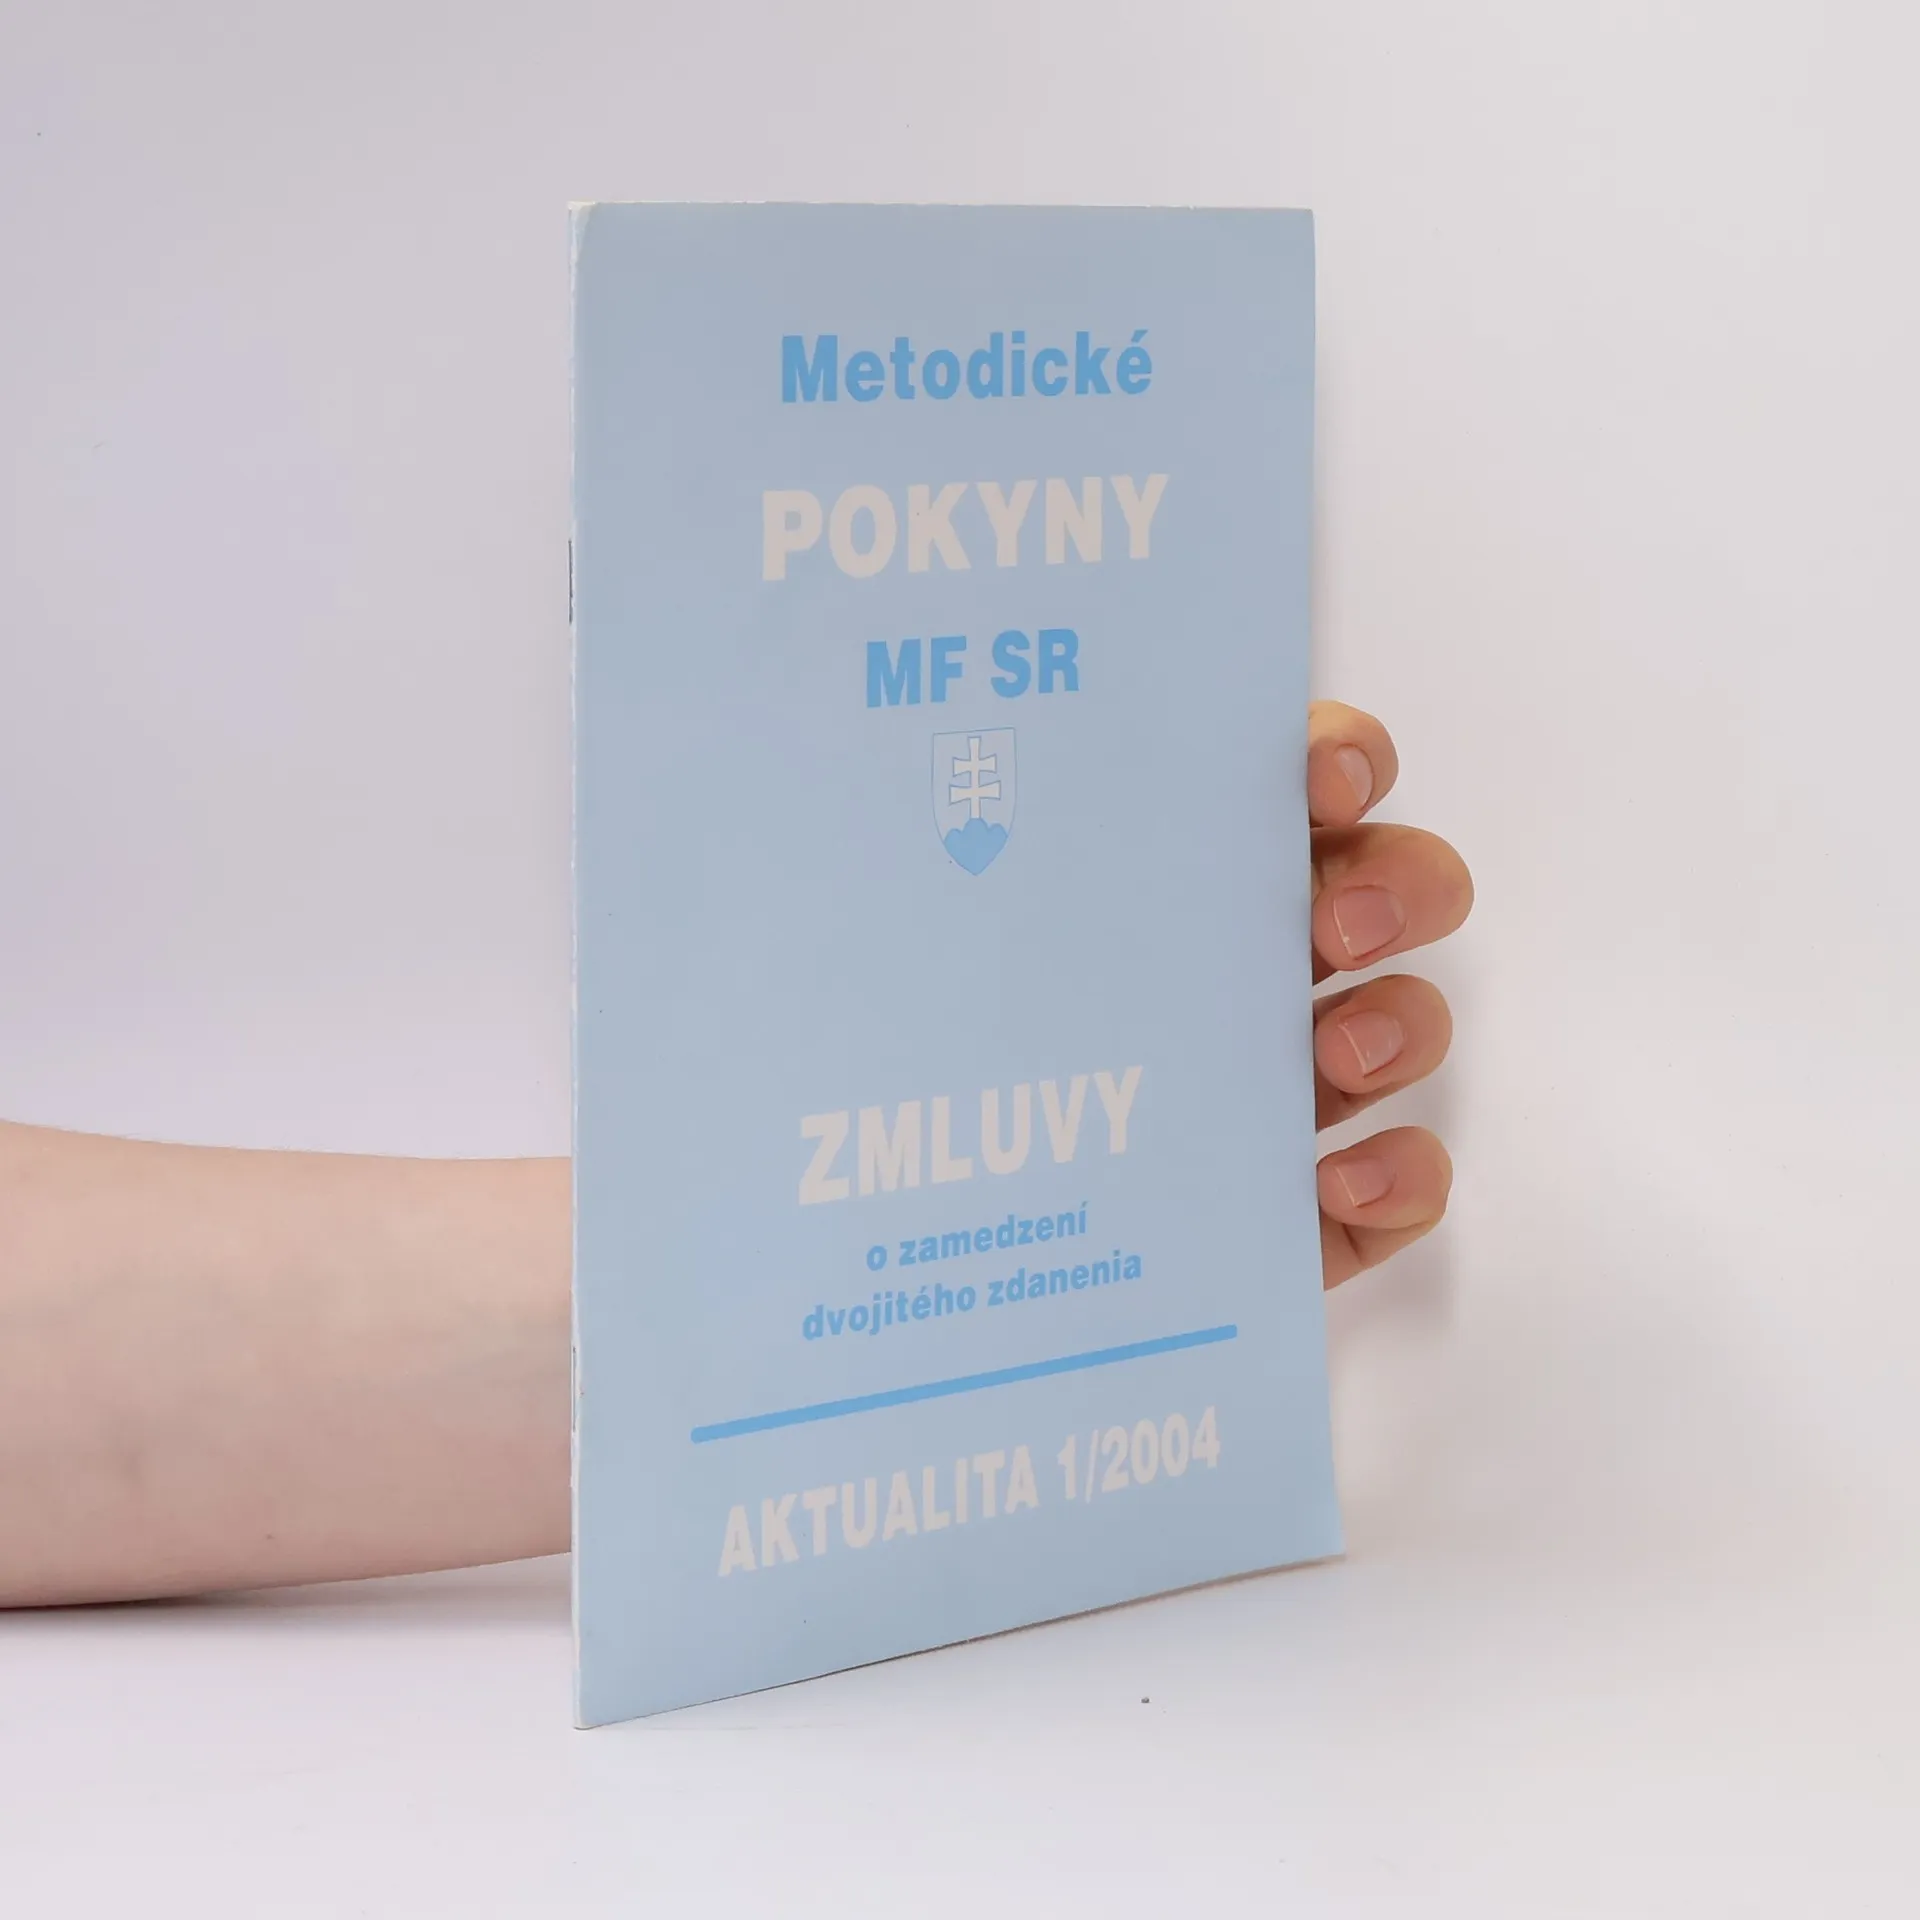 Metodické
POKYNY
MF SR
ZMLUVY
o zamedzení
dvojitého zdanenia
AKTUALITA 1/2004